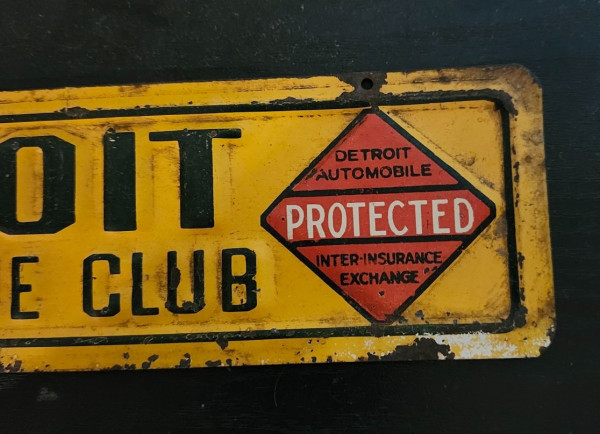 OIT
E CLUB
DETROIT
AUTOMOBILE
PROTECTED
INTER-INSURANCE
EXCHANGE